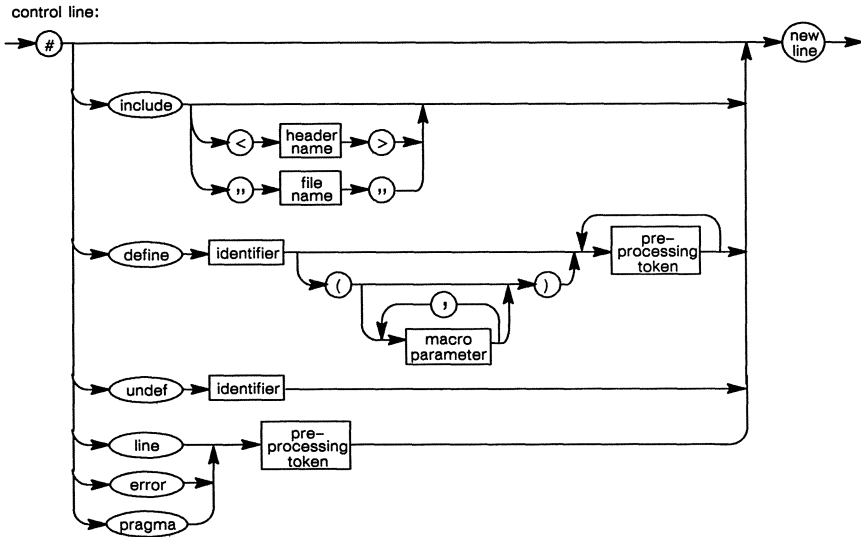 control line:
#
new
line
include
<
header
name
>
"
file
name
"
define
identifier
pre-
processing
token
(
)
,
macro
parameter
undef
identifier
line
pre-
processing
token
error
pragma